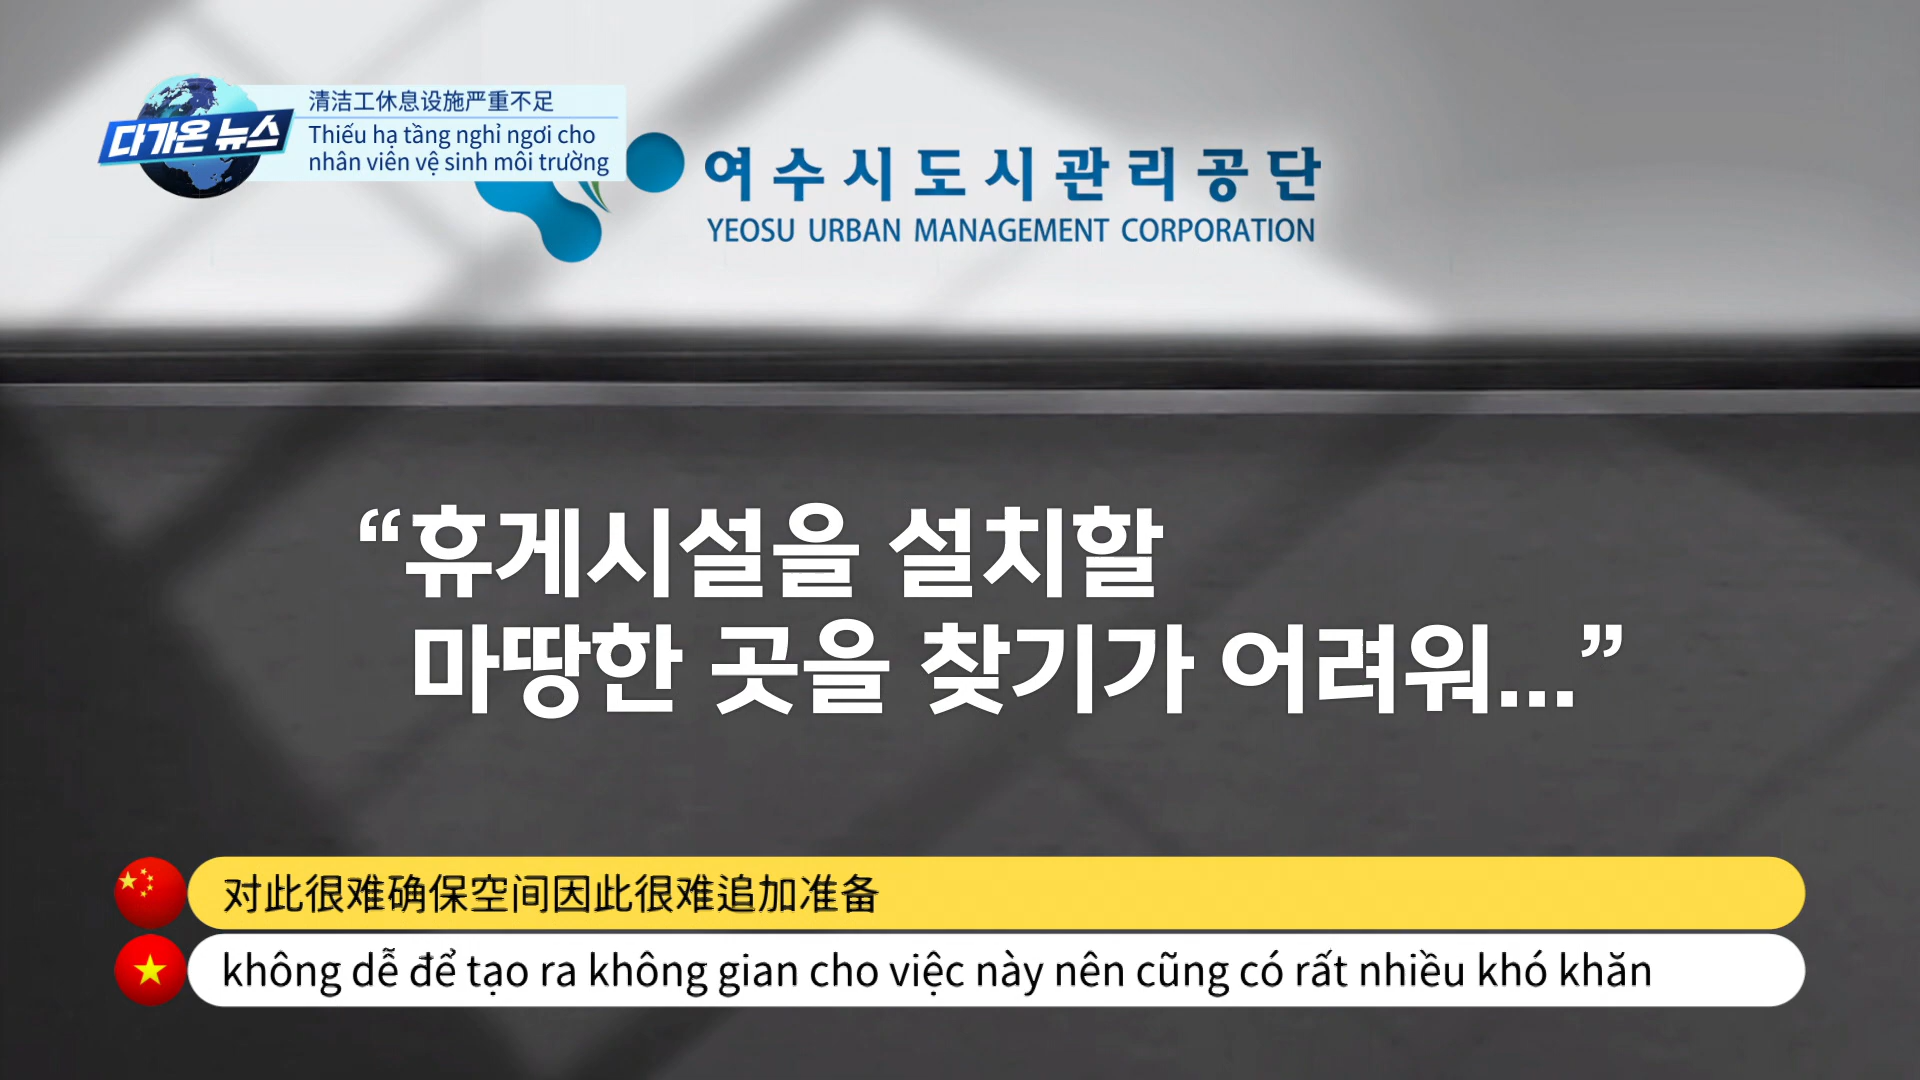 다가온 뉴스
清洁工休息设施严重不足
Thiếu hạ tầng nghỉ ngơi cho
nhân viên vệ sinh môi trường
여수시도시관리공단
YEOSU URBAN MANAGEMENT CORPORATION
“휴게시설을 설치할
마땅한 곳을 찾기가 어려워...”
对此很难确保空间因此很难追加准备
không dễ để tạo ra không gian cho việc này nên cũng có rất nhiều khó khăn